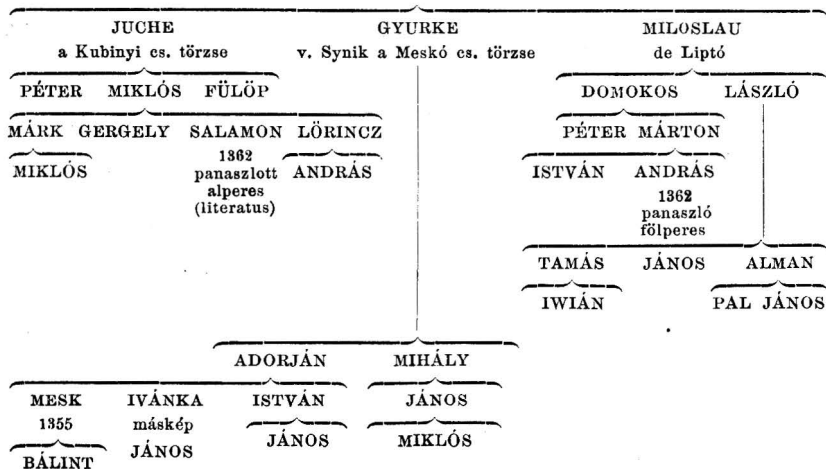 JUCHE GYURKE MILOSLAU
a Kubinyi cs. törzse v. Synik a Meskó cs. törzse de Liptó
PÉTER MIKLÓS FÜLÖP DOMOKOS LÁSZLÓ
MÁRK GERGELY SALAMON LÖRINCZ PÉTER MÁRTON
MIKLÓS 1362 ANDRÁS ISTVÁN ANDRÁS
panaszlott 1362
alperes panaszló
(literatus) fölperes
TAMÁS JÁNOS ALMAN
IWIÁN PAL JÁNOS
ADORJÁN MIHÁLY
MESK IVÁNKA ISTVÁN JÁNOS
1355 máskép JÁNOS MIKLÓS
BÁLINT JÁNOS